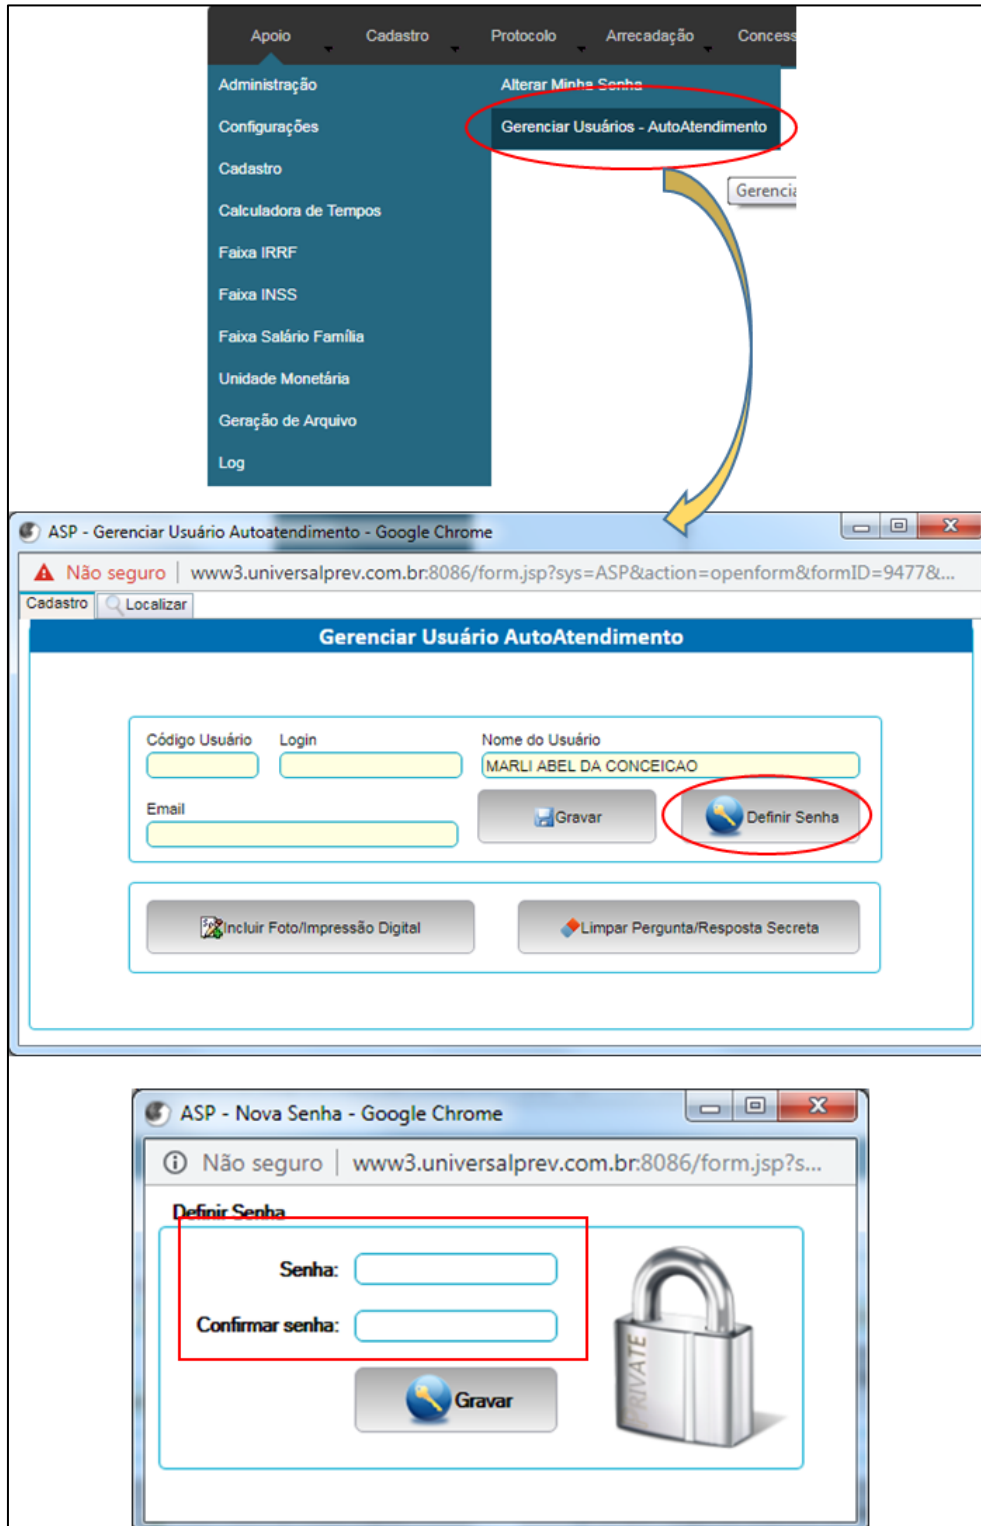 Apoio Cadastro Protocolo Arrecadação Concess
Administração Alterar Minha Senha
Configurações Gerenciar Usuários - AutoAtendimento
Cadastro
Gerencia
Calculadora de Tempos
Faixa IRRF
Faixa INSS
Faixa Salário Família
Unidade Monetária
Geração de Arquivo
Log
ASP - Gerenciar Usuário Autoatendimento - Google Chrome
Não seguro | www3.universalprev.com.br:8086/form.jsp?sys=ASP&action=openform&formID=9477&...
Cadastro Localizar
Gerenciar Usuário AutoAtendimento
Código Usuário Login Nome do Usuário
MARLI ABEL DA CONCEICAO
Email
Gravar Definir Senha
Incluir Foto/Impressão Digital Limpar Pergunta/Resposta Secreta
ASP - Nova Senha - Google Chrome
Não seguro | www3.universalprev.com.br:8086/form.jsp?s...
Definir Senha
Senha:
Confirmar senha:
Gravar
PRIVATE